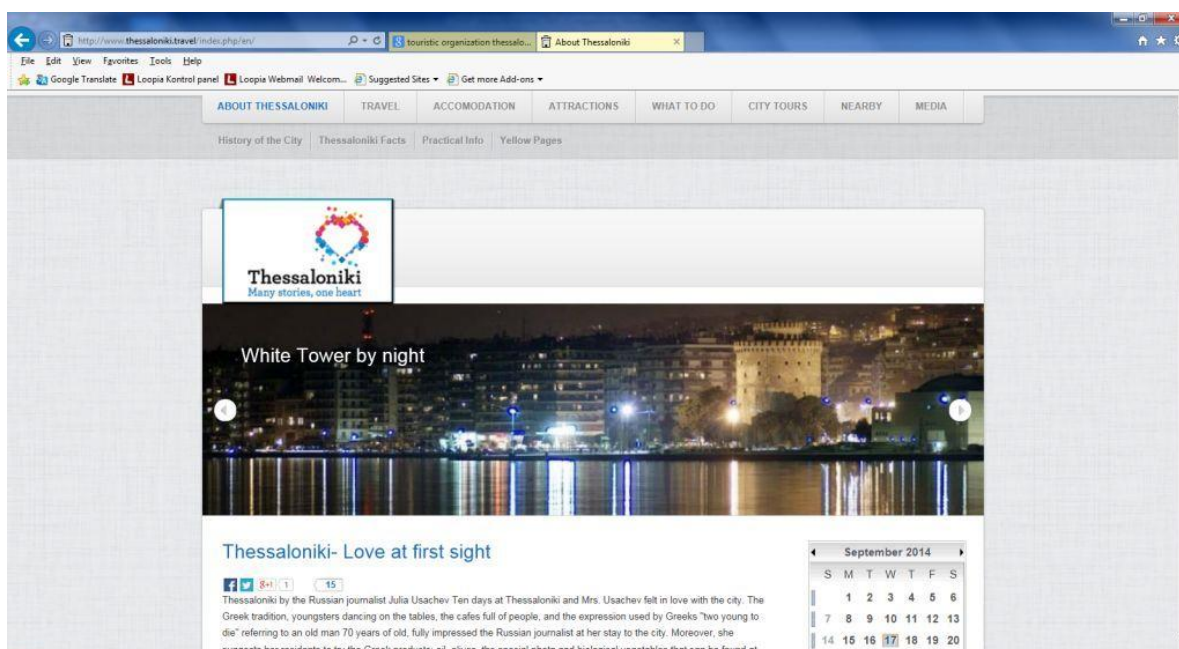 http://www.thessaloniki.travel/index.php/en/
touristic organization thessalo...
About Thessaloniki
File Edit View Favorites Tools Help
Google Translate Loopia Kontrol panel Loopia Webmail Welcom... Suggested Sites Get more Add-ons
ABOUT THESSALONIKI TRAVEL ACCOMODATION ATTRACTIONS WHAT TO DO CITY TOURS NEARBY MEDIA
History of the City Thessaloniki Facts Practical Info Yellow Pages
Thessaloniki
Many stories, one heart
White Tower by night
Thessaloniki- Love at first sight
g+1 1 15
Thessaloniki by the Russian journalist Julia Usachev Ten days at Thessaloniki and Mrs. Usachev felt in love with the city. The
Greek tradition, youngsters dancing on the tables, the cafes full of people, and the expression used by Greeks "two young to
die" referring to an old man 70 years of old, fully impressed the Russian journalist at her stay to the city. Moreover, she
September 2014
S M T W T F S
1 2 3 4 5 6
7 8 9 10 11 12 13
14 15 16 17 18 19 20